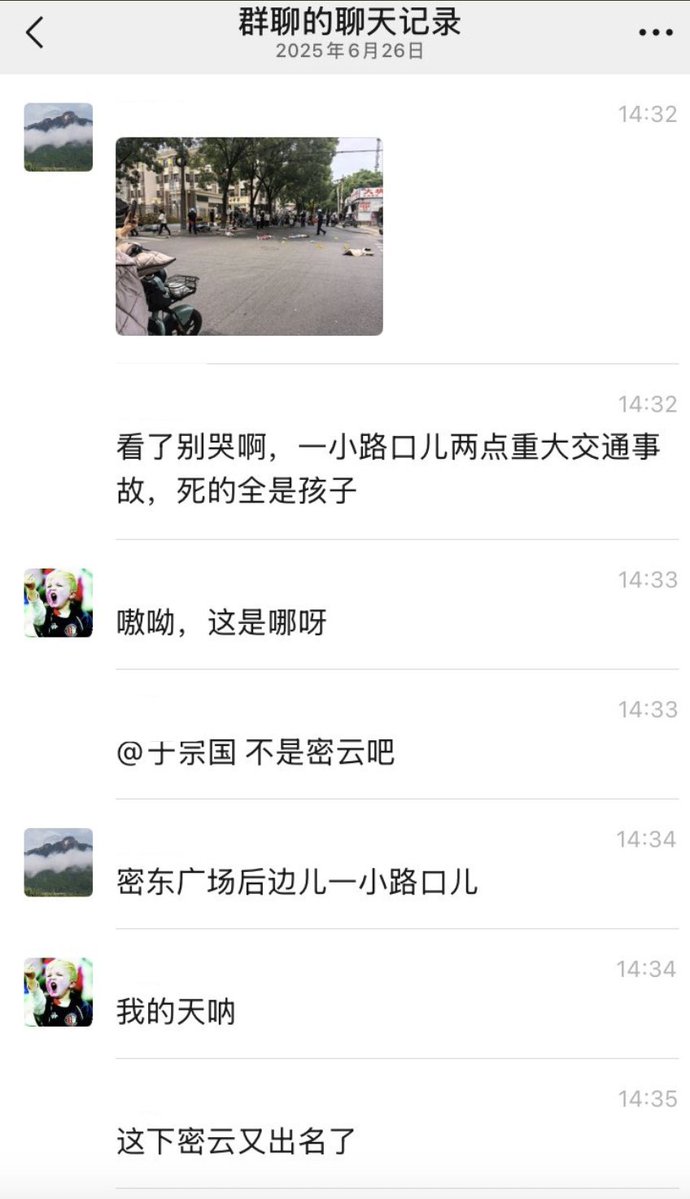 群聊的聊天记录
2025年6月26日
14:32
14:32
看了别哭啊，一小路口儿两点重大交通事
故，死的全是孩子
14:33
嗷呦，这是哪呀
14:33
@于宗国 不是密云吧
14:34
密东广场后边儿一小路口儿
14:34
我的天呐
14:35
这下密云又出名了